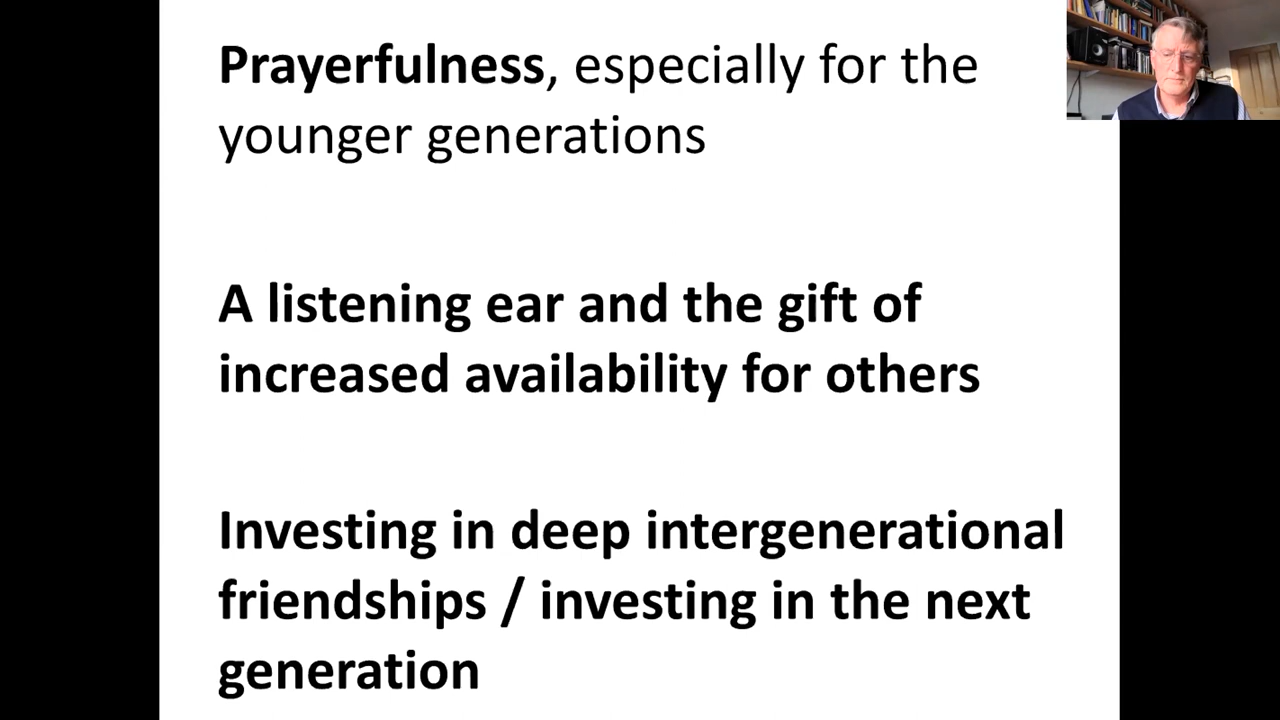 Prayerfulness, especially for the
younger generations
A listening ear and the gift of
increased availability for others
Investing in deep intergenerational
friendships / investing in the next
generation